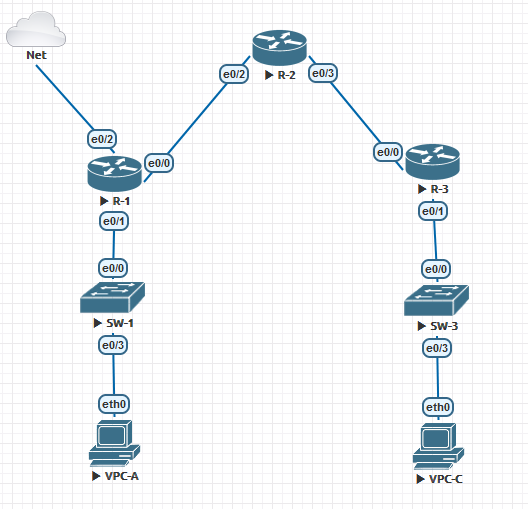 Net
R-2
e0/2
e0/3
e0/2
e0/0
e0/0
R-1
R-3
e0/1
e0/1
e0/0
e0/0
SW-1
SW-3
e0/3
e0/3
eth0
eth0
VPC-A
VPC-C